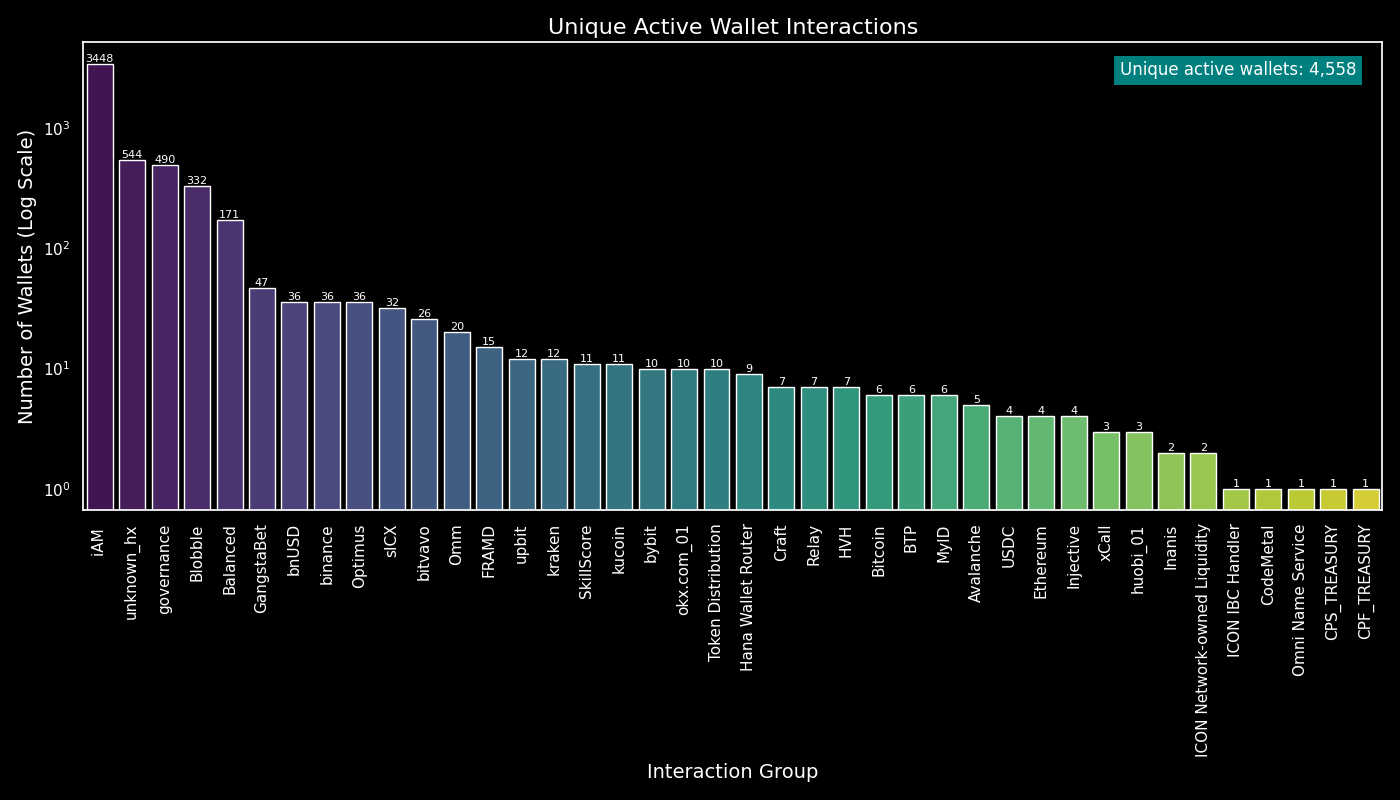 Unique Active Wallet Interactions
Unique active wallets: 4,558
Number of Wallets (Log Scale)
10³
10²
10¹
10⁰
3448
544
490
332
171
47
36
36
36
32
26
20
15
12
12
11
11
10
10
10
9
7
7
7
6
6
6
5
4
4
4
3
3
2
2
1
1
1
1
1
iAM
unknown_hx
governance
Blobble
Balanced
GangstaBet
bnUSD
binance
Optimus
sICX
bitvavo
Omm
FRAMD
upbit
kraken
SkillScore
kucoin
bybit
okx.com_01
Token Distribution
Hana Wallet Router
Craft
Relay
HVH
Bitcoin
BTP
MyID
Avalanche
USDC
Ethereum
Injective
xCall
huobi_01
Inanis
ICON Network-owned Liquidity
ICON IBC Handler
CodeMetal
Omni Name Service
CPS_TREASURY
CPF_TREASURY
Interaction Group